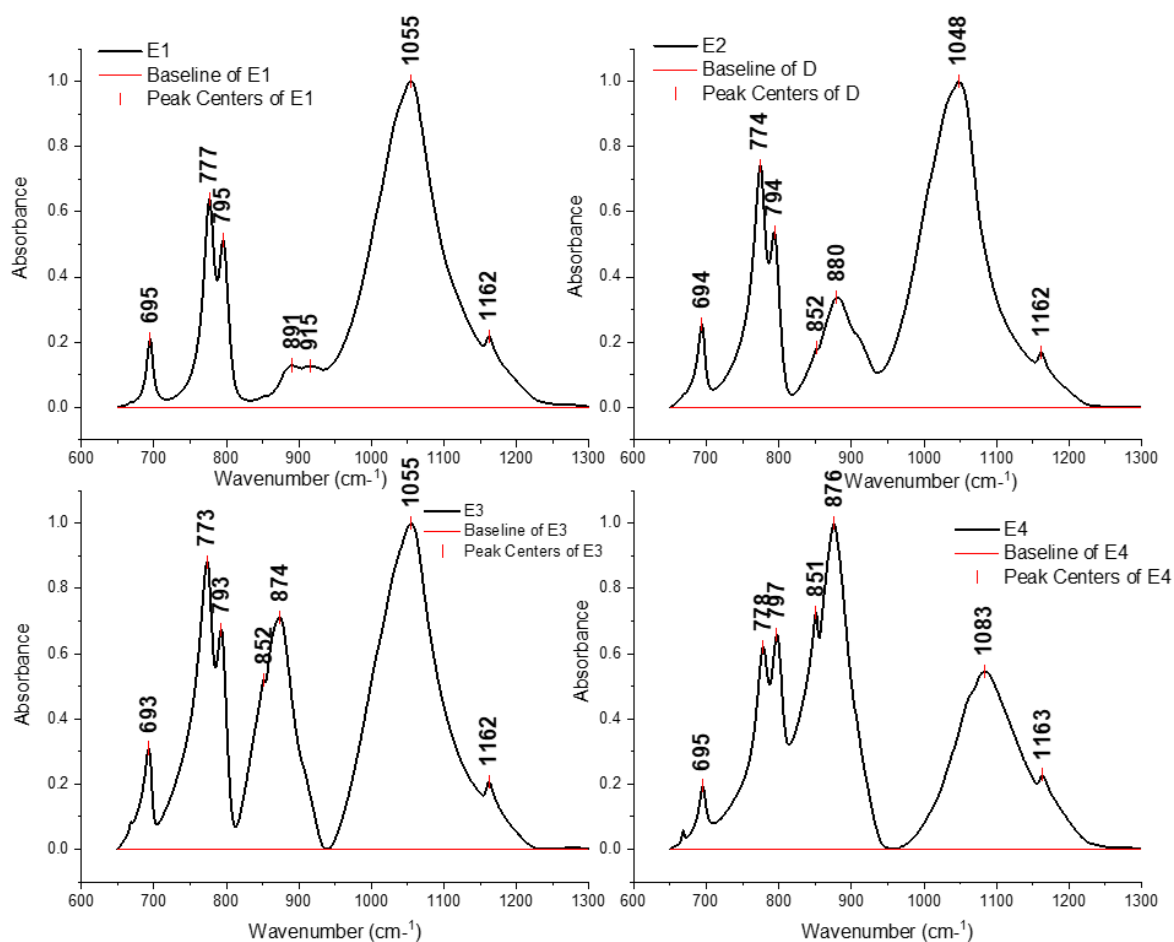 E1
Baseline of E1
Peak Centers of E1
1055
777
795
695
891
915
1162
1.0
0.8
0.6
0.4
0.2
0.0
Absorbance
600 700 800 900 1000 1100 1200 1300
Wavenumber (cm-¹)
E2
Baseline of D
Peak Centers of D
1048
774
794
694
852
880
1162
1.0
0.8
0.6
0.4
0.2
0.0
Absorbance
600 700 800 900 1000 1100 1200 1300
Wavenumber (cm-¹)
E3
Baseline of E3
Peak Centers of E3
1055
773
793
693
852
874
1162
1.0
0.8
0.6
0.4
0.2
0.0
Absorbance
600 700 800 900 1000 1100 1200 1300
Wavenumber (cm-¹)
E4
Baseline of E4
Peak Centers of E4
876
851
778
797
695
1083
1163
1.0
0.8
0.6
0.4
0.2
0.0
Absorbance
600 700 800 900 1000 1100 1200 1300
Wavenumber (cm-¹)